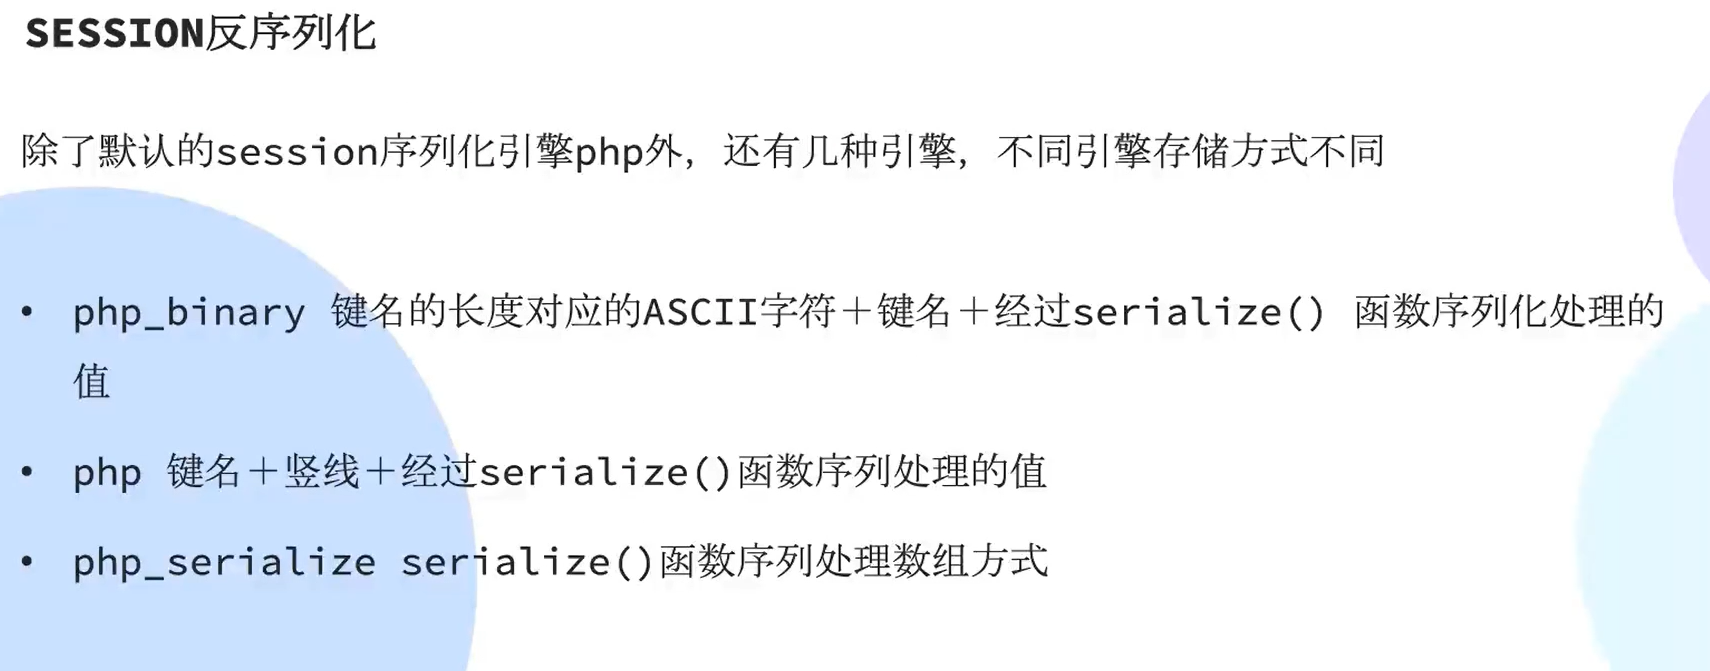 SESSION反序列化
除了默认的session序列化引擎php外，还有几种引擎，不同引擎存储方式不同
• php_binary 键名的长度对应的ASCII字符＋键名＋经过serialize() 函数序列化处理的
值
• php 键名＋竖线＋经过serialize()函数序列处理的值
• php_serialize serialize()函数序列处理数组方式